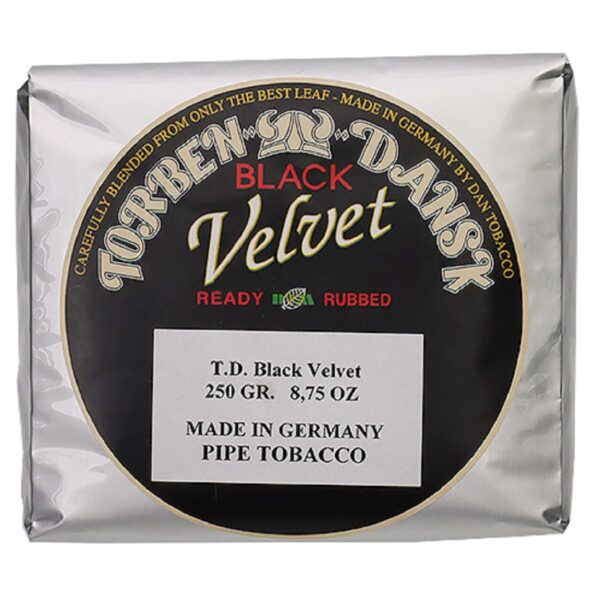 CAREFULLY BLENDED FROM ONLY THE BEST LEAF - MADE IN GERMANY BY DAN TOBACCO
TORBEN DANSK
BLACK
Velvet
READY RUBBED
T.D. Black Velvet
250 GR. 8,75 OZ
MADE IN GERMANY
PIPE TOBACCO